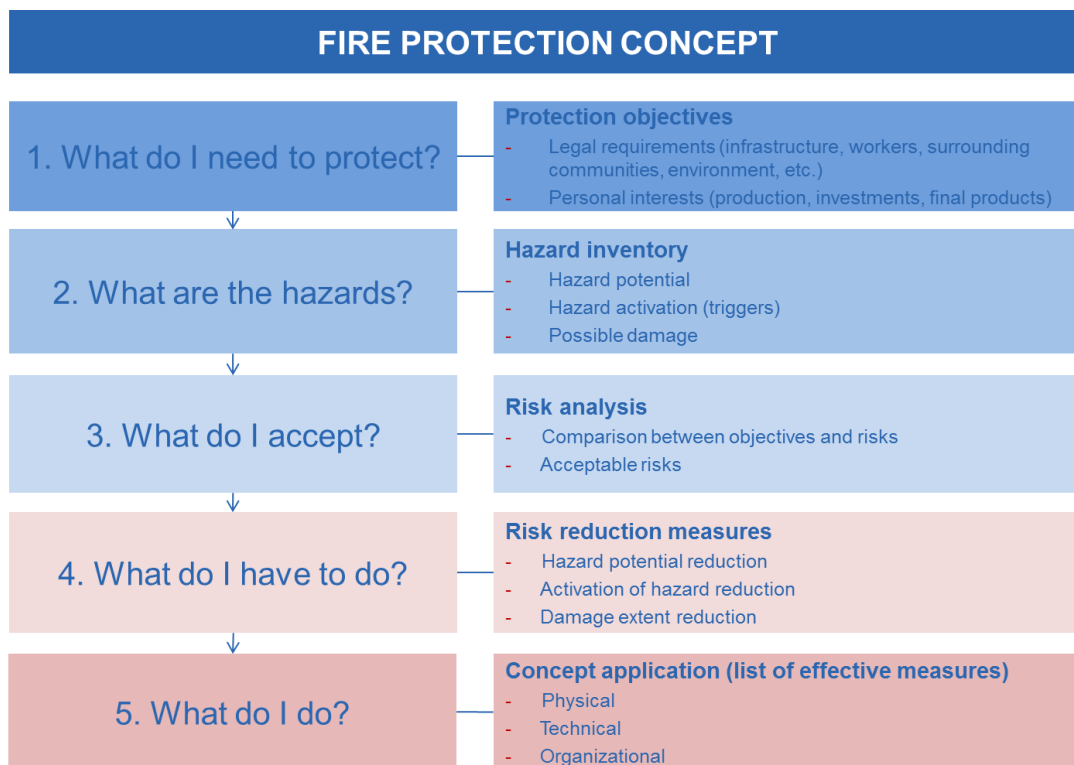 FIRE PROTECTION CONCEPT
1. What do I need to protect?
Protection objectives
- Legal requirements (infrastructure, workers, surrounding
communities, environment, etc.)
- Personal interests (production, investments, final products)
2. What are the hazards?
Hazard inventory
- Hazard potential
- Hazard activation (triggers)
- Possible damage
3. What do I accept?
Risk analysis
- Comparison between objectives and risks
- Acceptable risks
4. What do I have to do?
Risk reduction measures
- Hazard potential reduction
- Activation of hazard reduction
- Damage extent reduction
5. What do I do?
Concept application (list of effective measures)
- Physical
- Technical
- Organizational